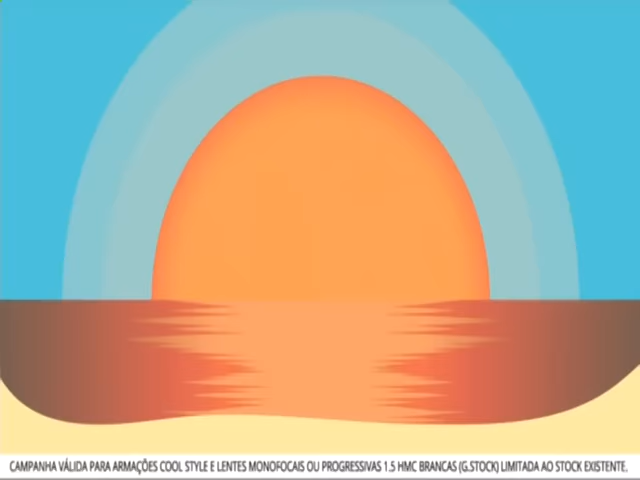 CAMPANHA VÁLIDA PARA ARMAÇÕES COOL STYLE E LENTES MONOFOCAIS OU PROGRESSIVAS 1.5 HMC BRANCAS (G.STOCK) LIMITADA AO STOCK EXISTENTE.